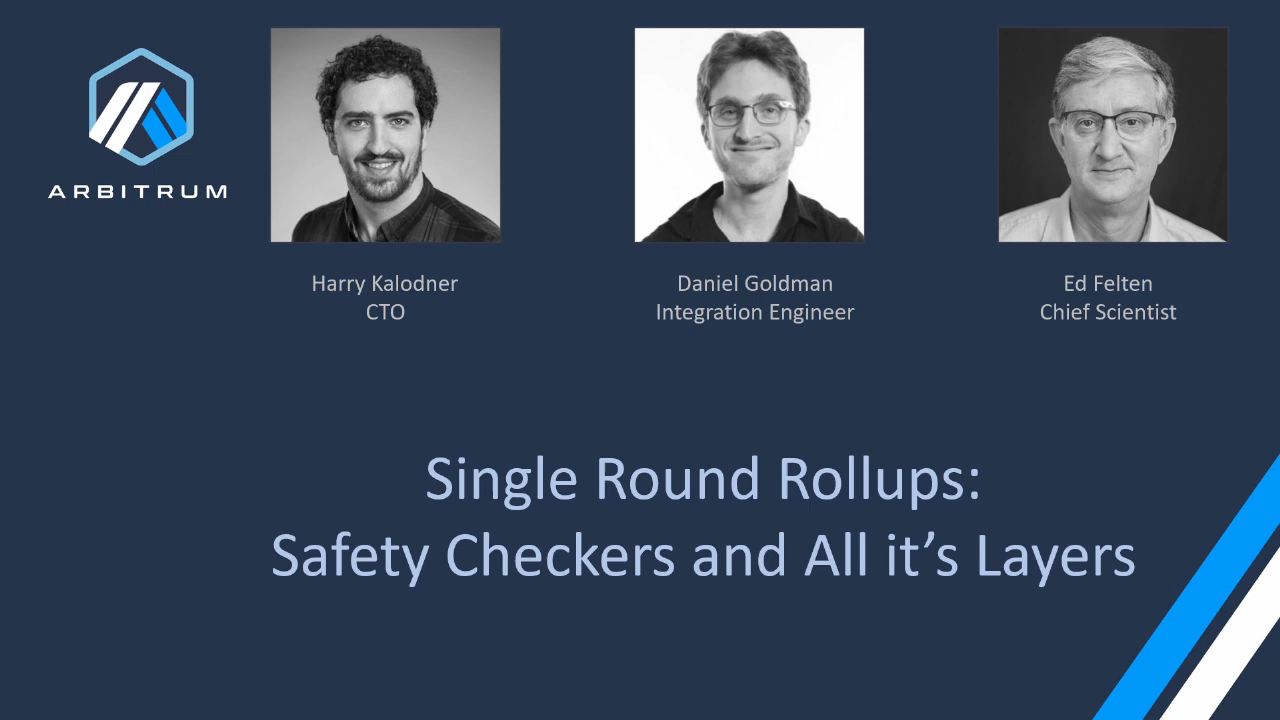 ARBITRUM
Harry Kalodner
CTO
Daniel Goldman
Integration Engineer
Ed Felten
Chief Scientist
Single Round Rollups:
Safety Checkers and All it’s Layers